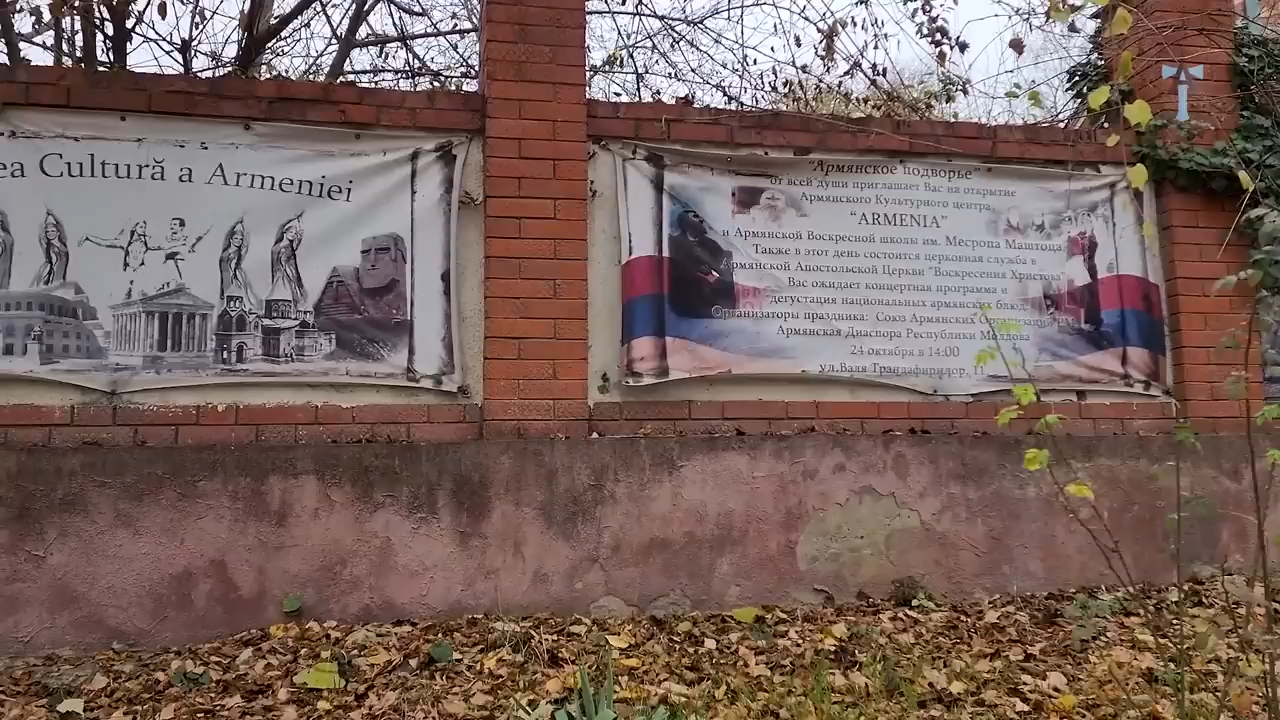 ea Cultură a Armeniei
“Армянское подворье”
от всей души приглашает Вас на открытие
Армянского Культурного центра
“ARMENIA”
и Армянской Воскресной школы им. Месропа Маштоца
Также в этот день состоится церковная служба в
Армянской Апостольской Церкви “Воскресения Христова”
Вас ожидает концертная программа и
дегустация национальных армянских блюд
Организаторы праздника: Союз Армянских Организаций РМ
Армянская Диаспора Республики Молдова
24 октября в 14:00
ул.Валя Трандафирилор,